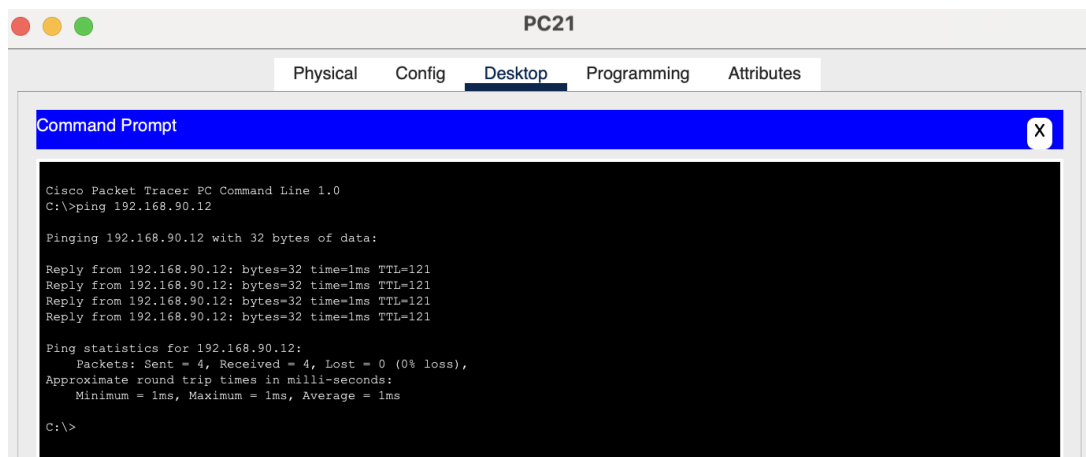 PC21
Physical Config Desktop Programming Attributes
Command Prompt
X
Cisco Packet Tracer PC Command Line 1.0
C:\>ping 192.168.90.12
Pinging 192.168.90.12 with 32 bytes of data:
Reply from 192.168.90.12: bytes=32 time=1ms TTL=121
Reply from 192.168.90.12: bytes=32 time=1ms TTL=121
Reply from 192.168.90.12: bytes=32 time=1ms TTL=121
Reply from 192.168.90.12: bytes=32 time=1ms TTL=121
Ping statistics for 192.168.90.12:
Packets: Sent = 4, Received = 4, Lost = 0 (0% loss),
Approximate round trip times in milli-seconds:
Minimum = 1ms, Maximum = 1ms, Average = 1ms
C:\>